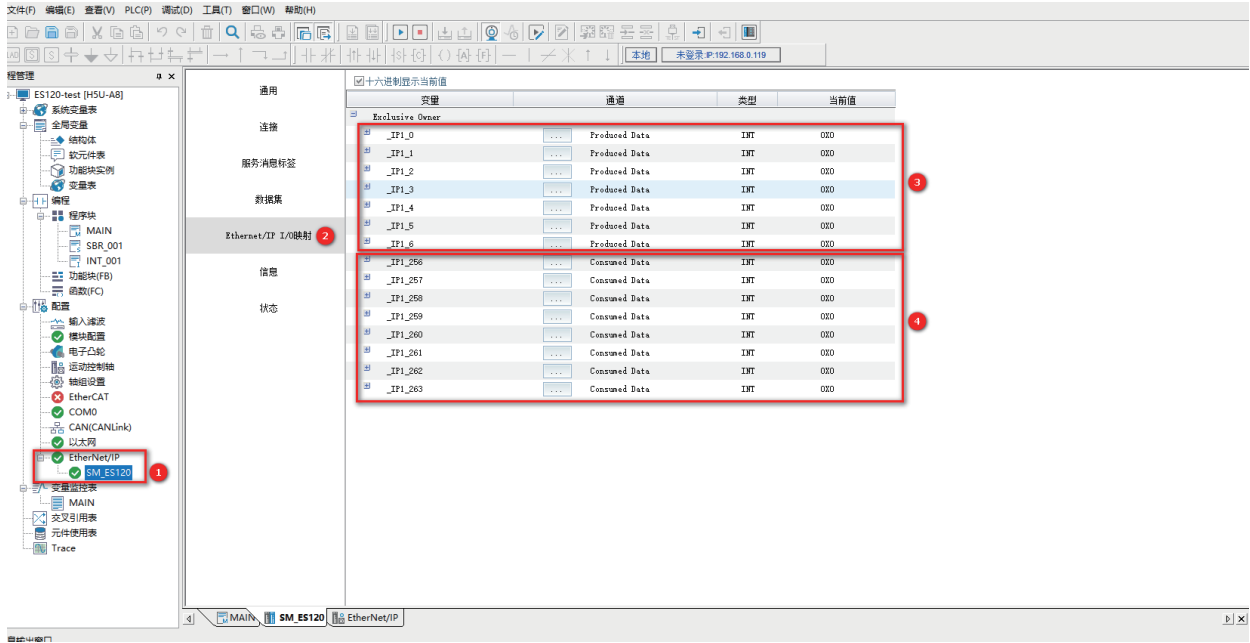 文件(F) 编辑(E) 查看(V) PLC(P) 调试(D) 工具(T) 窗口(W) 帮助(H)
本地 未登录:IP:192.168.0.119
程管理
ES120-test [H5U-A8]
系统变量表
全局变量
结构体
软元件表
功能块实例
变量表
编程
程序块
MAIN
SBR_001
INT_001
功能块(FB)
函数(FC)
配置
输入滤波
模块配置
电子凸轮
运动控制轴
轴组设置
EtherCAT
COM0
CAN(CANLink)
以太网
EtherNet/IP
SM_ES120 1
变量监控表
MAIN
交叉引用表
元件使用表
Trace
通用
连接
服务消息标签
数据集
Ethernet/IP I/O映射 2
信息
状态
十六进制显示当前值
变量 通道 类型 当前值
Exclusive Owner
_IP1_0 ... Produced Data INT 0X0
_IP1_1 ... Produced Data INT 0X0
_IP1_2 ... Produced Data INT 0X0
_IP1_3 ... Produced Data INT 0X0
3
_IP1_4 ... Produced Data INT 0X0
_IP1_5 ... Produced Data INT 0X0
_IP1_6 ... Produced Data INT 0X0
_IP1_256 ... Consumed Data INT 0X0
_IP1_257 ... Consumed Data INT 0X0
_IP1_258 ... Consumed Data INT 0X0
_IP1_259 ... Consumed Data INT 0X0
4
_IP1_260 ... Consumed Data INT 0X0
_IP1_261 ... Consumed Data INT 0X0
_IP1_262 ... Consumed Data INT 0X0
_IP1_263 ... Consumed Data INT 0X0
MAIN SM_ES120 EtherNet/IP